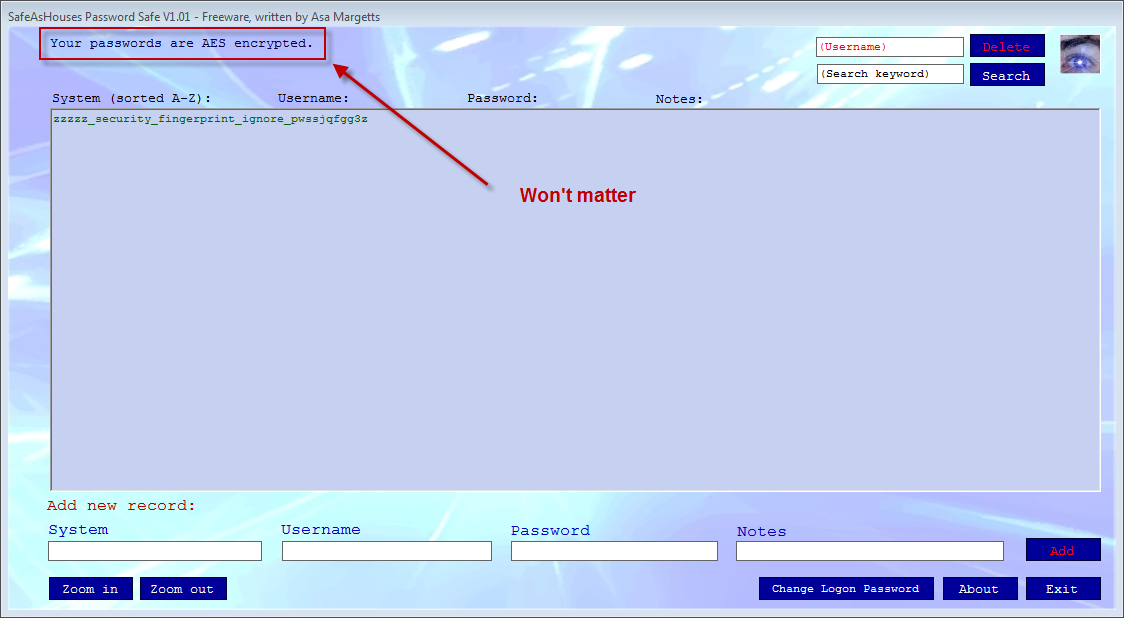 SafeAsHouses Password Safe V1.01 - Freeware, written by Asa Margetts
Your passwords are AES encrypted.
(Username)
Delete
(Search keyword)
Search
System (sorted A-Z): Username: Password: Notes:
zzzzz_security_fingerprint_ignore_pwssjqfgg3z
Won't matter
Add new record:
System Username Password Notes
Add
Zoom in Zoom out Change Logon Password About Exit